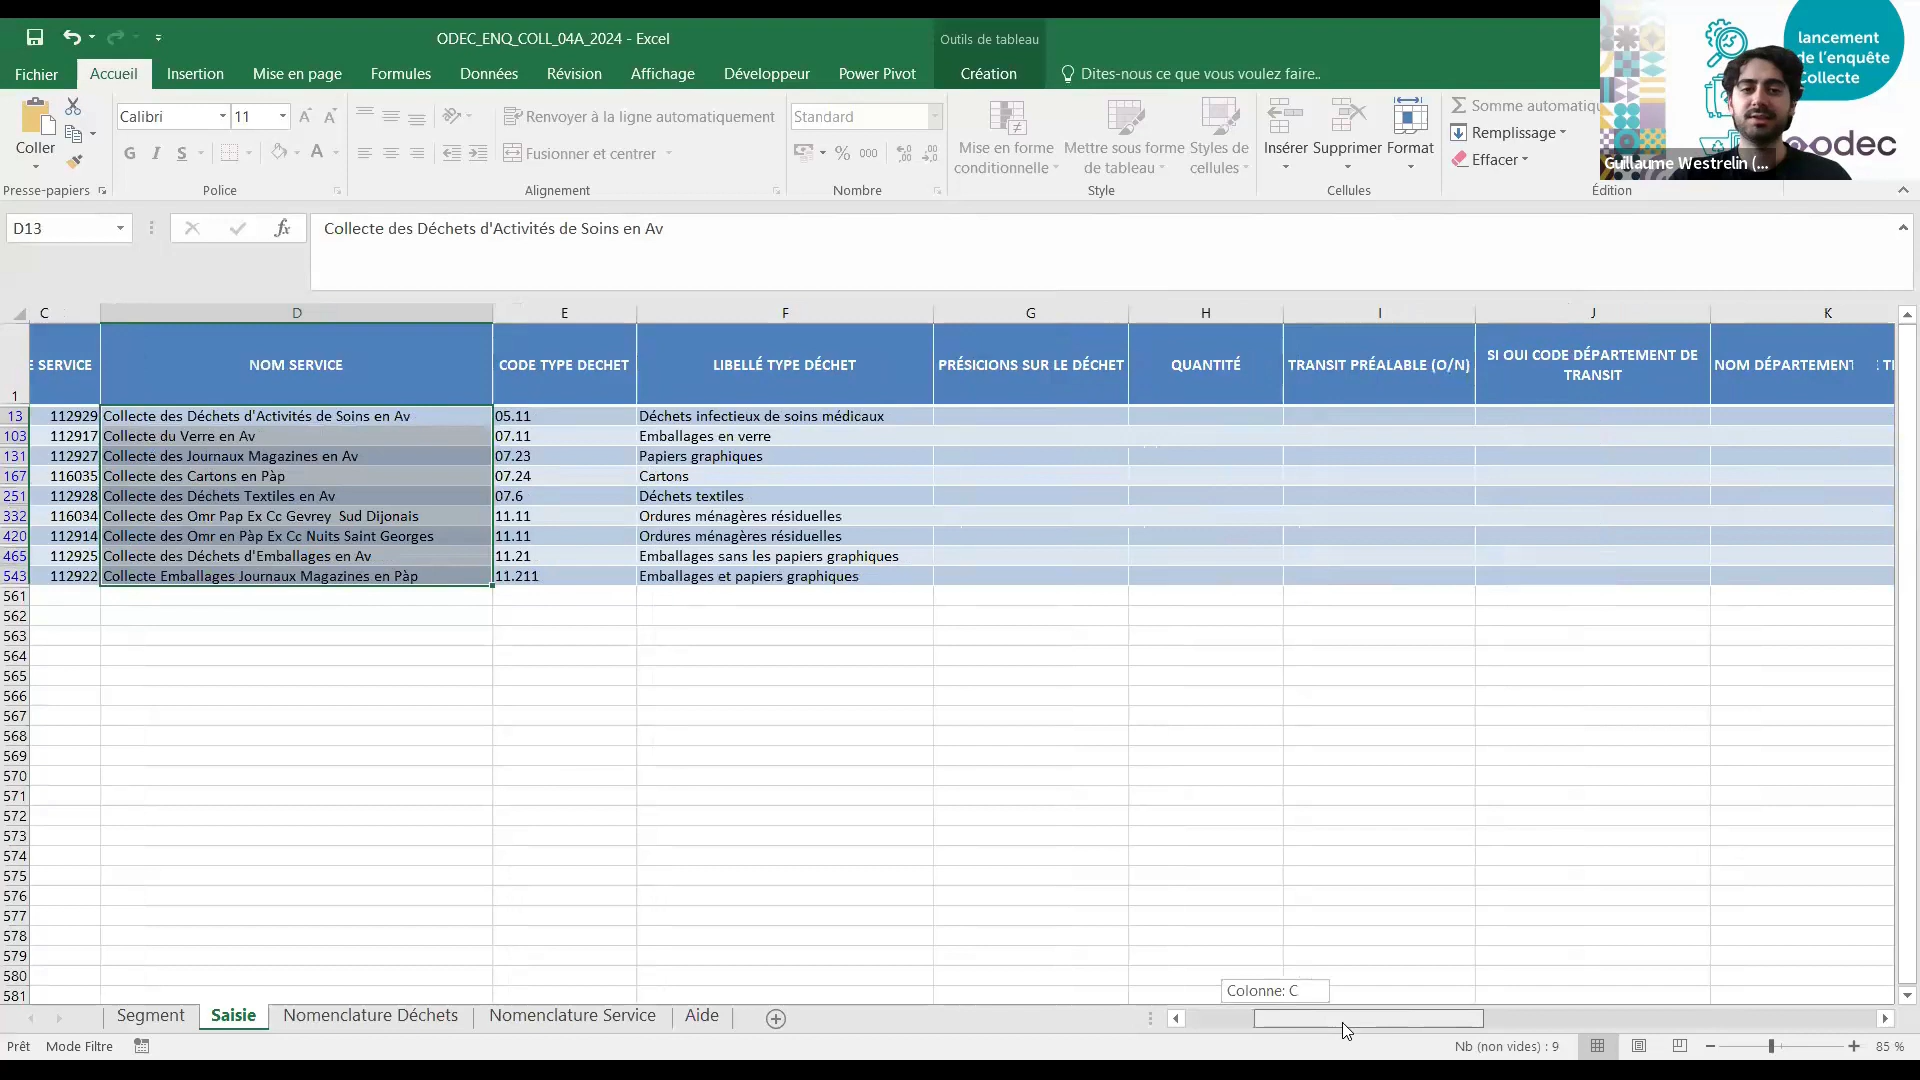 ODEC_ENQ_COLL_04A_2024 - Excel
Outils de tableau
Fichier Accueil Insertion Mise en page Formules Données Révision Affichage Développeur Power Pivot Création Dites-nous ce que vous voulez faire..
lancement
de l'enquête
Collecte
odec
Guillaume Westrelin (...
Coller
Calibri 11
G I S
Renvoyer à la ligne automatiquement
Fusionner et centrer
Standard
% 000
Mise en forme
conditionnelle
Mettre sous forme
de tableau
Styles de
cellules
Insérer Supprimer Format
Somme automatiq
Remplissage
Effacer
Presse-papiers Police Alignement Nombre Style Cellules Édition
D13 fx Collecte des Déchets d'Activités de Soins en Av
C D E F G H I J K
1 E SERVICE NOM SERVICE CODE TYPE DECHET LIBELLÉ TYPE DÉCHET PRÉSICIONS SUR LE DÉCHET QUANTITÉ TRANSIT PRÉALABLE (O/N) SI OUI CODE DÉPARTEMENT DE TRANSIT NOM DÉPARTEMENT
13 112929 Collecte des Déchets d'Activités de Soins en Av 05.11 Déchets infectieux de soins médicaux
103 112917 Collecte du Verre en Av 07.11 Emballages en verre
131 112927 Collecte des Journaux Magazines en Av 07.23 Papiers graphiques
167 116035 Collecte des Cartons en Pàp 07.24 Cartons
251 112928 Collecte des Déchets Textiles en Av 07.6 Déchets textiles
332 116034 Collecte des Omr Pap Ex Cc Gevrey Sud Dijonais 11.11 Ordures ménagères résiduelles
420 112914 Collecte des Omr en Pàp Ex Cc Nuits Saint Georges 11.11 Ordures ménagères résiduelles
465 112925 Collecte des Déchets d'Emballages en Av 11.21 Emballages sans les papiers graphiques
543 112922 Collecte Emballages Journaux Magazines en Pàp 11.211 Emballages et papiers graphiques
561
562
563
564
565
566
567
568
569
570
571
572
573
574
575
576
577
578
579
580
581
Colonne: C
Segment Saisie Nomenclature Déchets Nomenclature Service Aide
Prêt Mode Filtre Nb (non vides) : 9 85 %